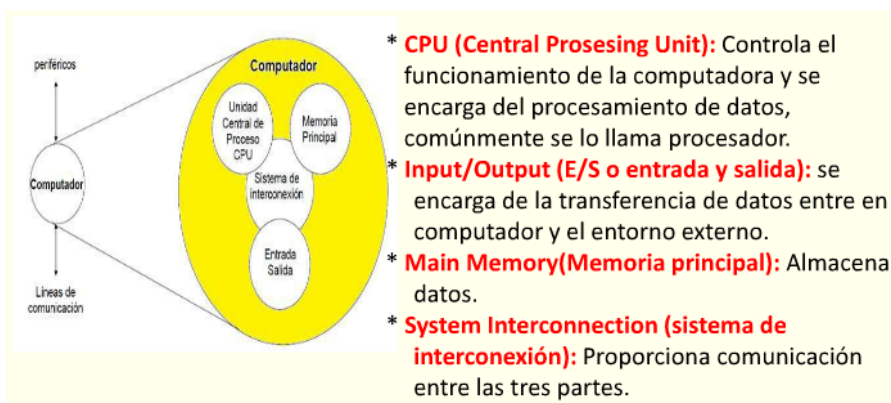 periféricos
Computador
Líneas de
comunicación
Computador
Unidad
Central de
Proceso
CPU
Memoria
Principal
Sistema de
interconexión
Entrada
Salida
* CPU (Central Prosesing Unit): Controla el
funcionamiento de la computadora y se
encarga del procesamiento de datos,
comúnmente se lo llama procesador.
* Input/Output (E/S o entrada y salida): se
encarga de la transferencia de datos entre en
computador y el entorno externo.
* Main Memory(Memoria principal): Almacena
datos.
* System Interconnection (sistema de
interconexión): Proporciona comunicación
entre las tres partes.